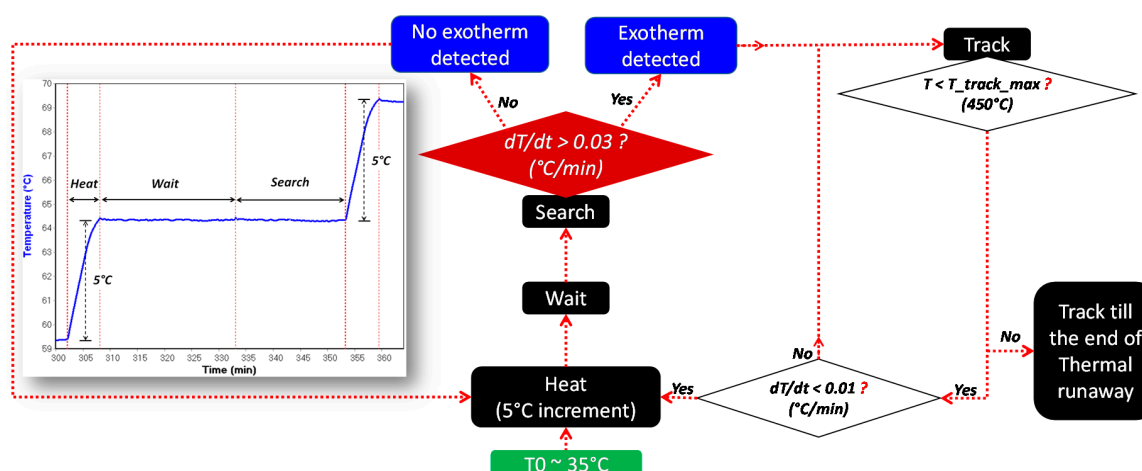 No exotherm
detected
Exotherm
detected
Track
T < T_track_max ?
(450°C)
No
Yes
dT/dt > 0.03 ?
(°C/min)
Search
Wait
Heat
(5°C increment)
T0 ~ 35°C
Yes
dT/dt < 0.01 ?
(°C/min)
No
Yes
No
Track till
the end of
Thermal
runaway
70
69
68
67
66
65
64
63
62
61
60
59
Temperature (°C)
Heat
Wait
Search
5°C
5°C
300 305 310 315 320 325 330 335 340 345 350 355 360
Time (min)